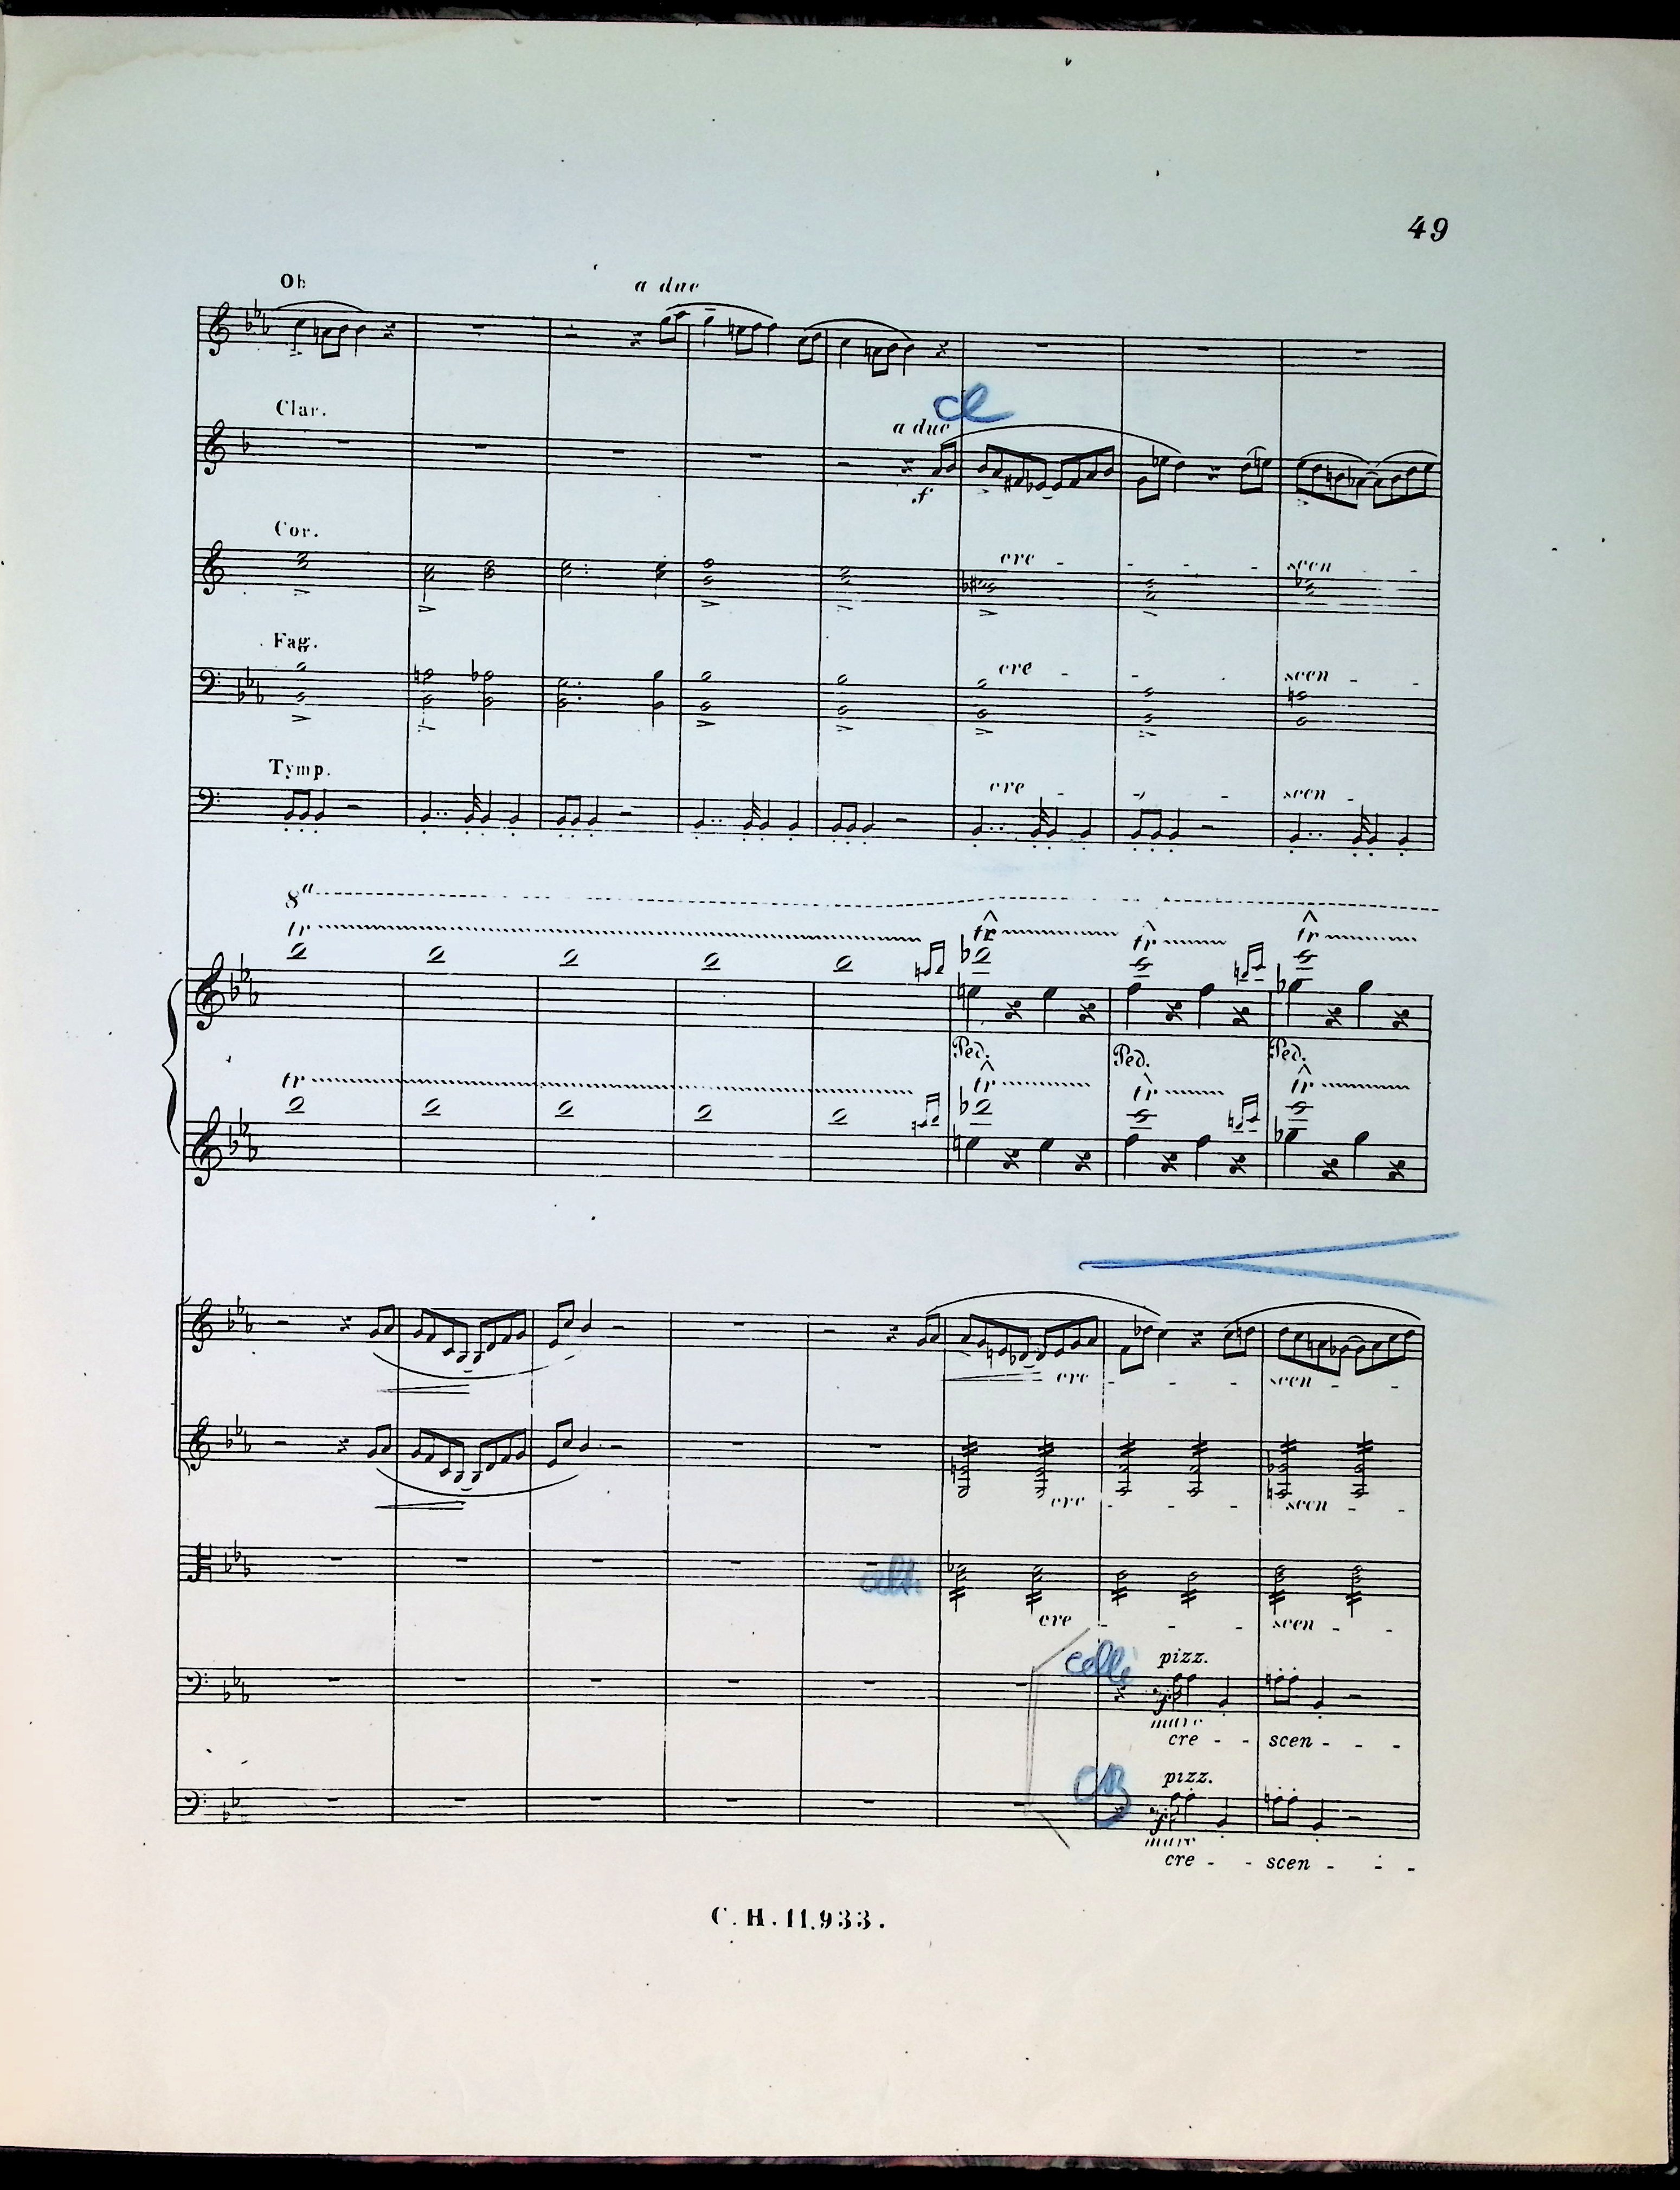 49
Ob
a due
Clar.
Cl
a due
f
Cor.
cre - - - - scen - -
Fag.
cre - - - scen - -
Tymp.
cre - - - scen -
8a
tr tr tr tr
Ped. Ped. Ped.
tr tr tr tr
cre - - - scen - -
cre - - - scen - -
celli
cre - - - scen - -
celli pizz.
marc
cre - - scen - - -
CB pizz.
marc
cre - - scen - - -
C. H. 11.933.